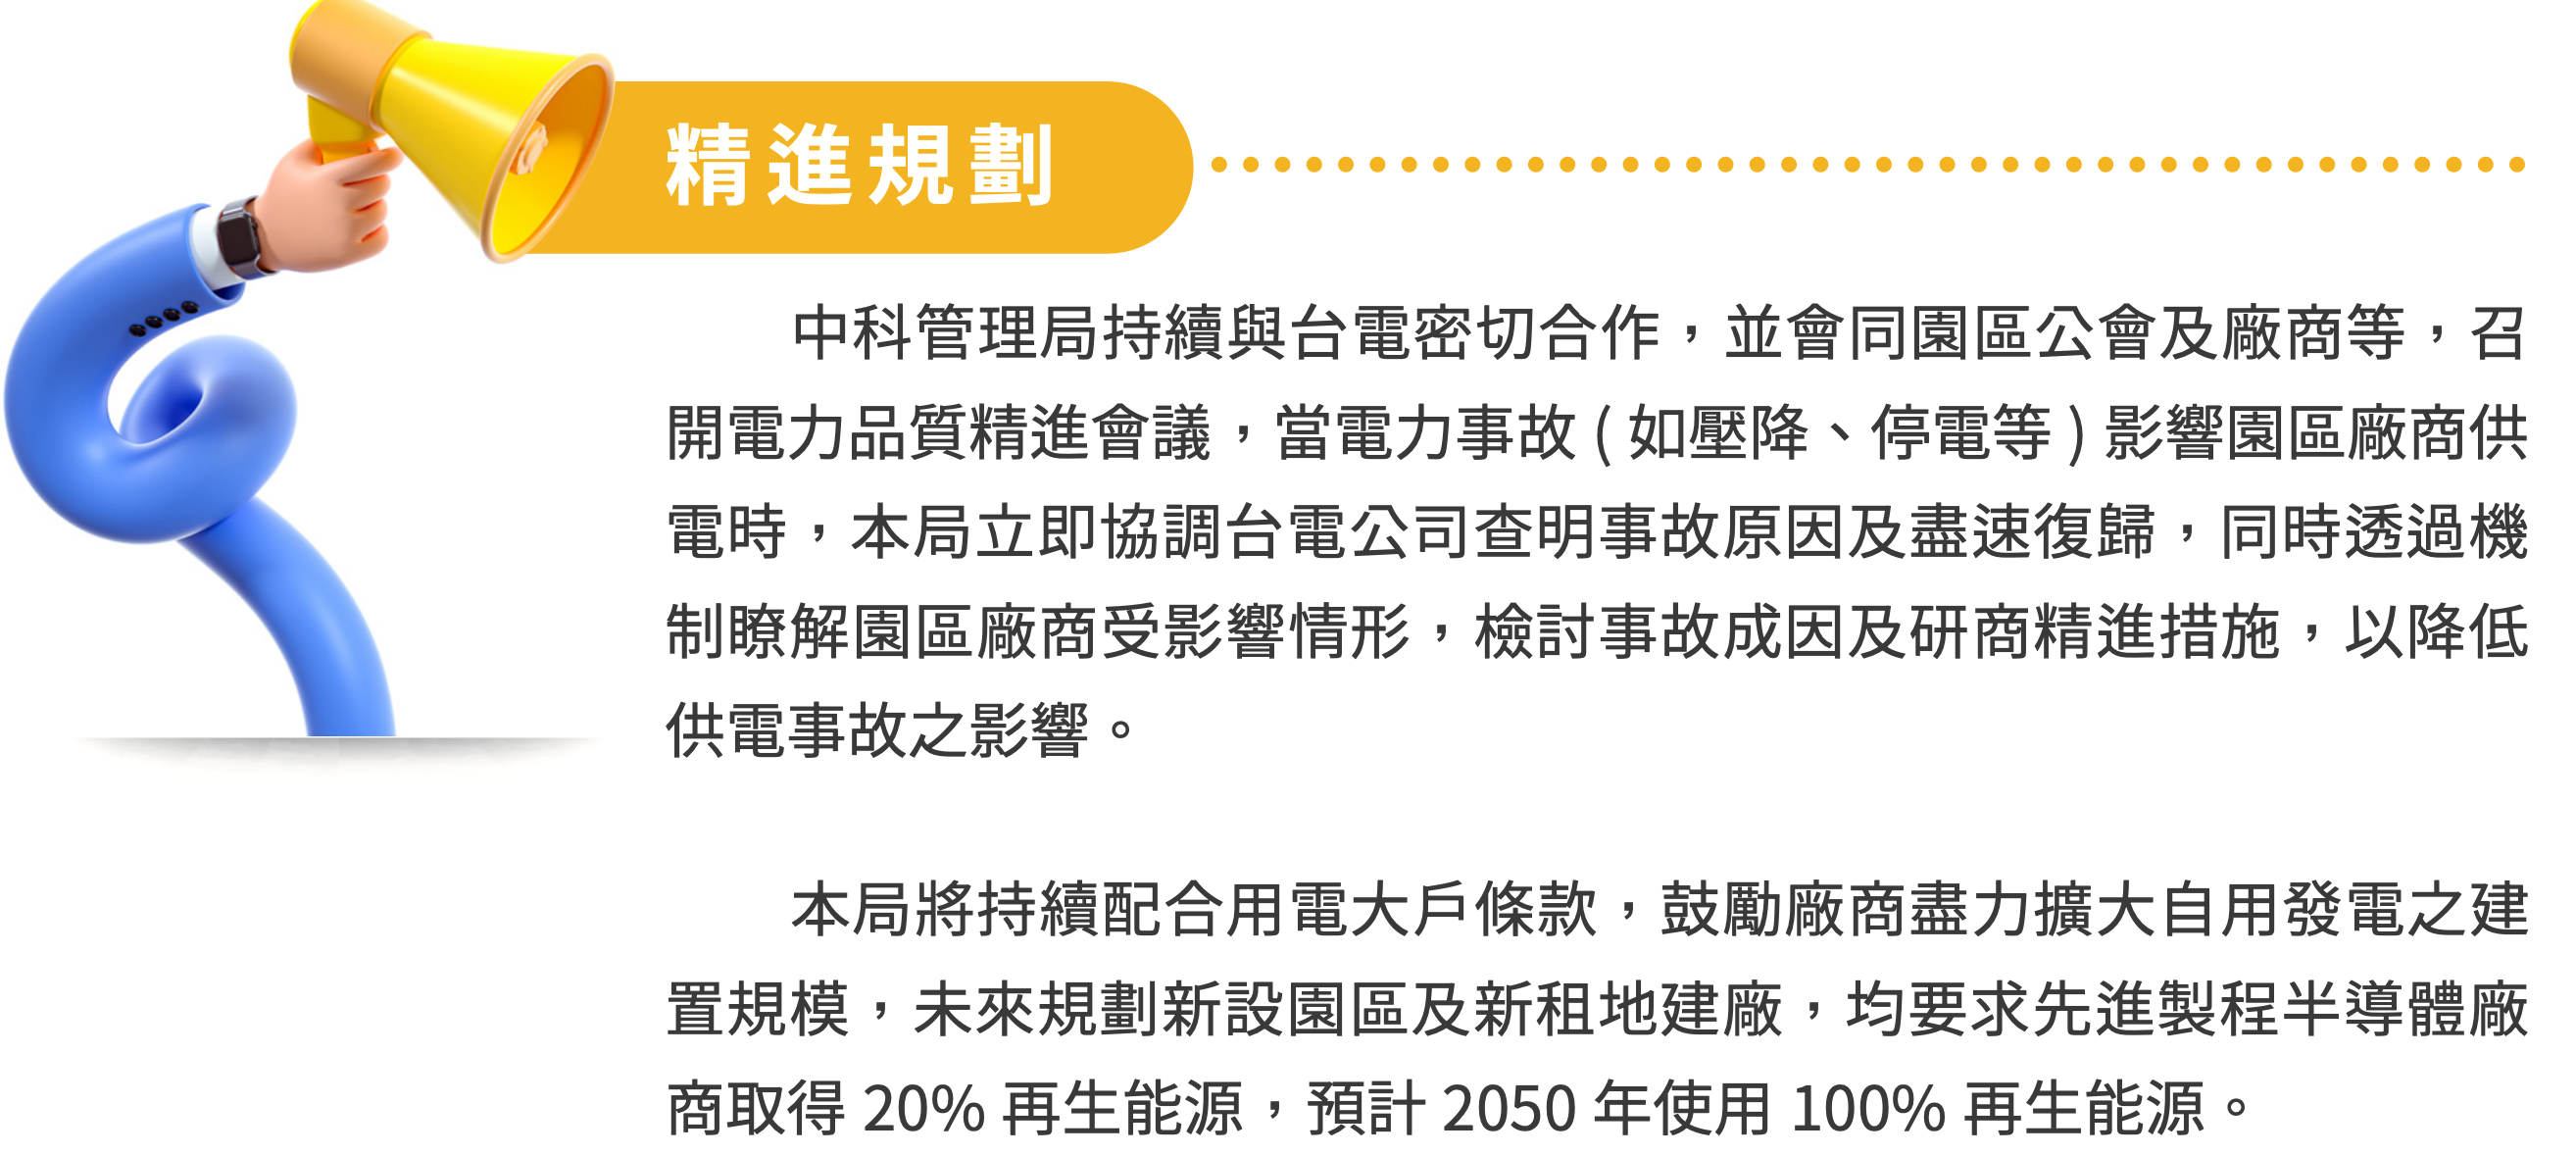 精進規劃
中科管理局持續與台電密切合作，並會同園區公會及廠商等，召
開電力品質精進會議，當電力事故 ( 如壓降、停電等 ) 影響園區廠商供
電時，本局立即協調台電公司查明事故原因及盡速復歸，同時透過機
制瞭解園區廠商受影響情形，檢討事故成因及研商精進措施，以降低
供電事故之影響。
本局將持續配合用電大戶條款，鼓勵廠商盡力擴大自用發電之建
置規模，未來規劃新設園區及新租地建廠，均要求先進製程半導體廠
商取得 20% 再生能源，預計 2050 年使用 100% 再生能源。